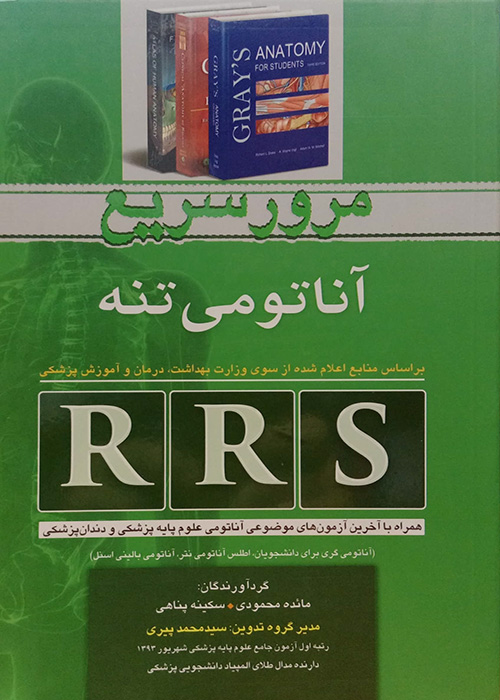 GRAY'S
ANATOMY
FOR STUDENTS
مرور سریع
آناتومی تنه
براساس منابع اعلام شده از سوی وزارت بهداشت، درمان و آموزش پزشکی
RRS
همراه با آخرین آزمون‌های موضوعی آناتومی علوم پایه پزشکی و دندان‌پزشکی
(آناتومی گری برای دانشجویان، اطلس آناتومی نتر، آناتومی بالینی اسنل)
گردآورندگان:
مائده محمودی ◆ سکینه پناهی
مدیر گروه تدوین: سیدمحمد پیری
رتبه اول آزمون جامع علوم پایه پزشکی شهریور ۱۳۹۳
دارنده مدال طلای المپیاد دانشجویی پزشکی